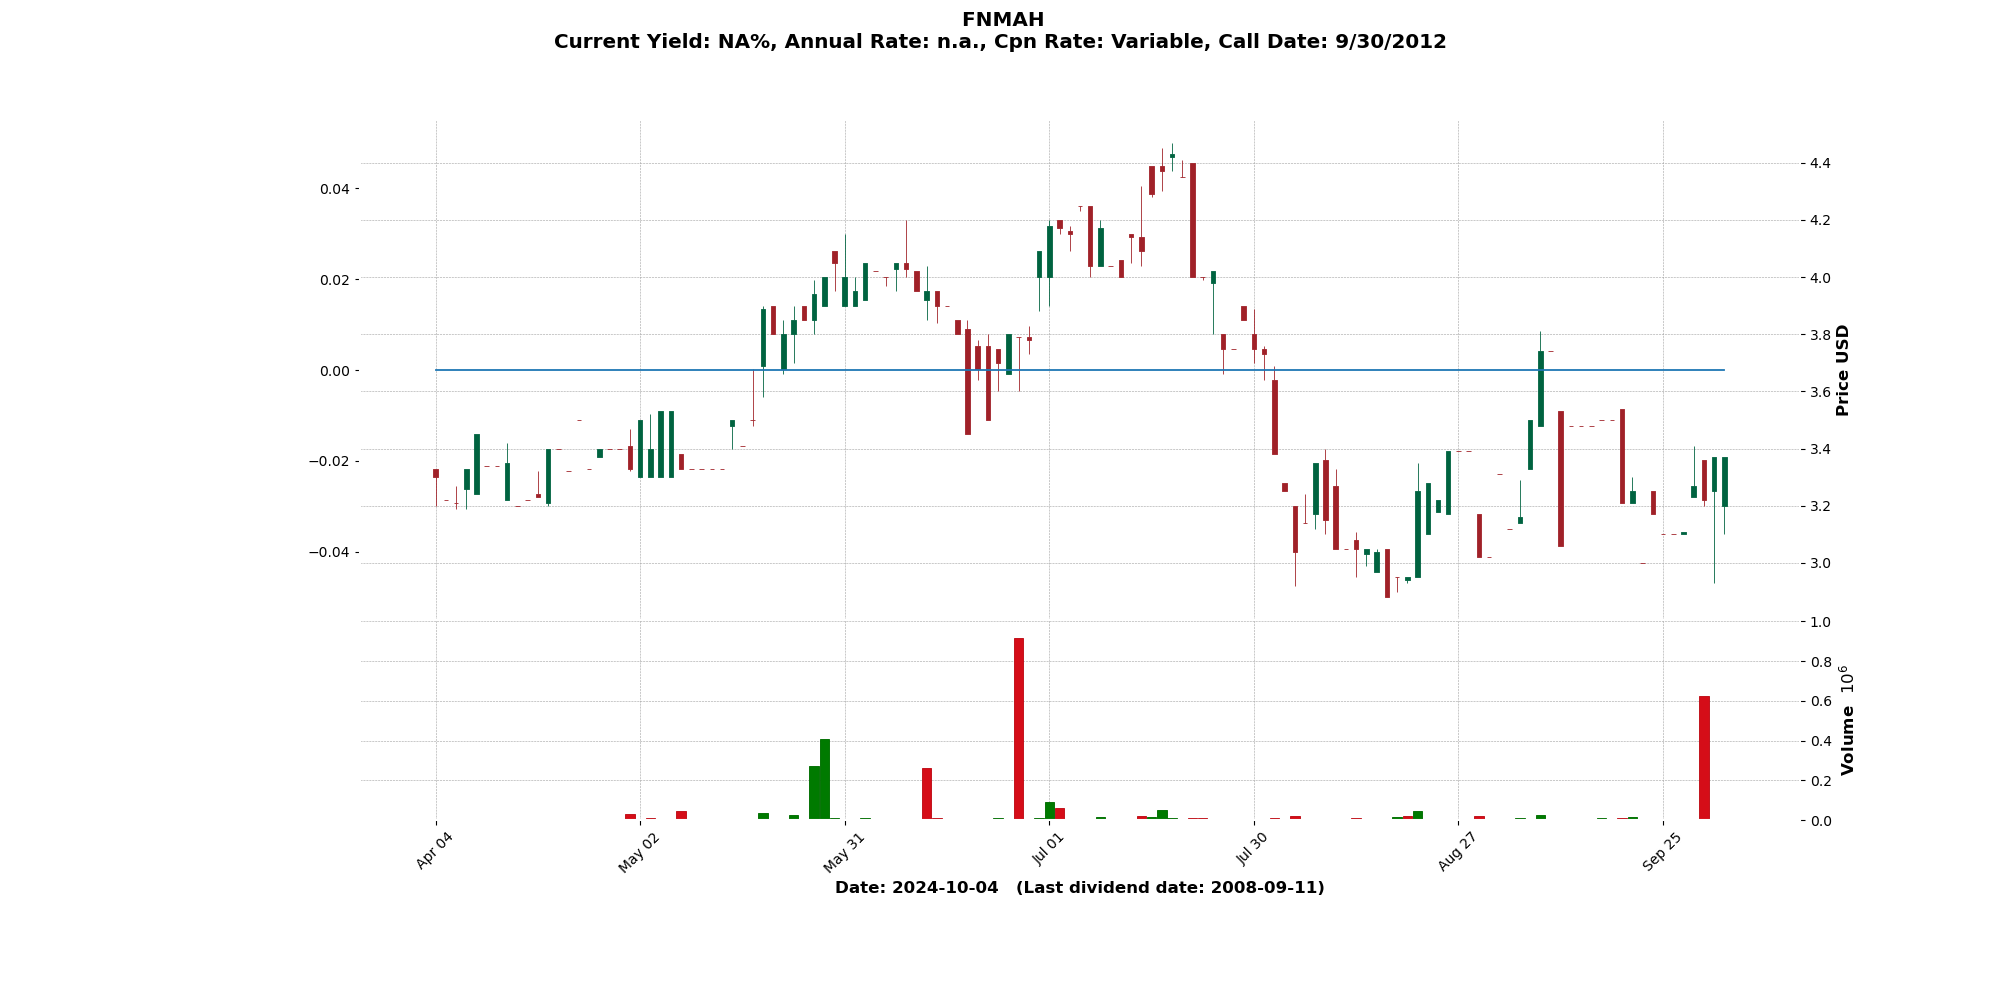 FNMAH
Current Yield: NA%, Annual Rate: n.a., Cpn Rate: Variable, Call Date: 9/30/2012
0.04
0.02
0.00
−0.02
−0.04
4.4
4.2
4.0
3.8
3.6
3.4
3.2
3.0
Price USD
1.0
0.8
0.6
0.4
0.2
0.0
Volume 10^6
Apr 04
May 02
May 31
Jul 01
Jul 30
Aug 27
Sep 25
Date: 2024-10-04 (Last dividend date: 2008-09-11)